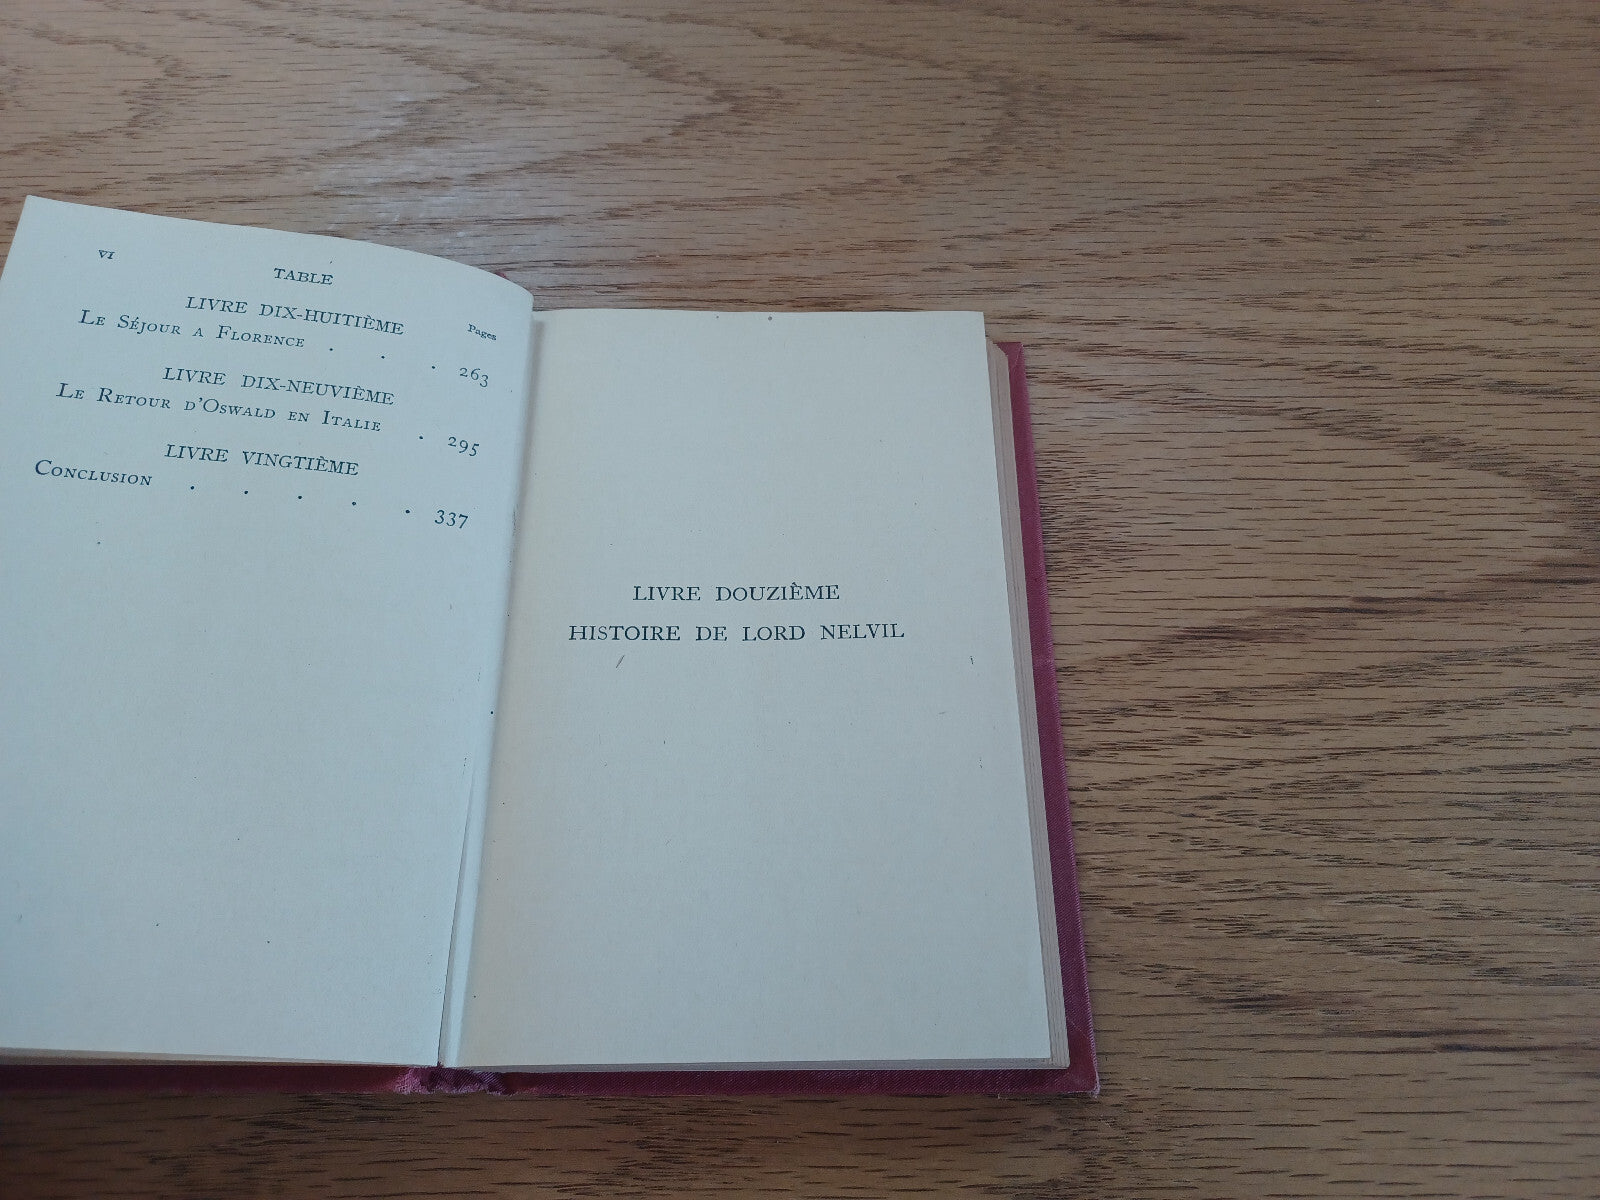 VI
TABLE
LIVRE DIX-HUITIÈME
Pages
LE SÉJOUR A FLORENCE . . . 263
LIVRE DIX-NEUVIÈME
LE RETOUR D'OSWALD EN ITALIE . 295
LIVRE VINGTIÈME
CONCLUSION . . . . . 337
LIVRE DOUZIÈME
HISTOIRE DE LORD NELVIL